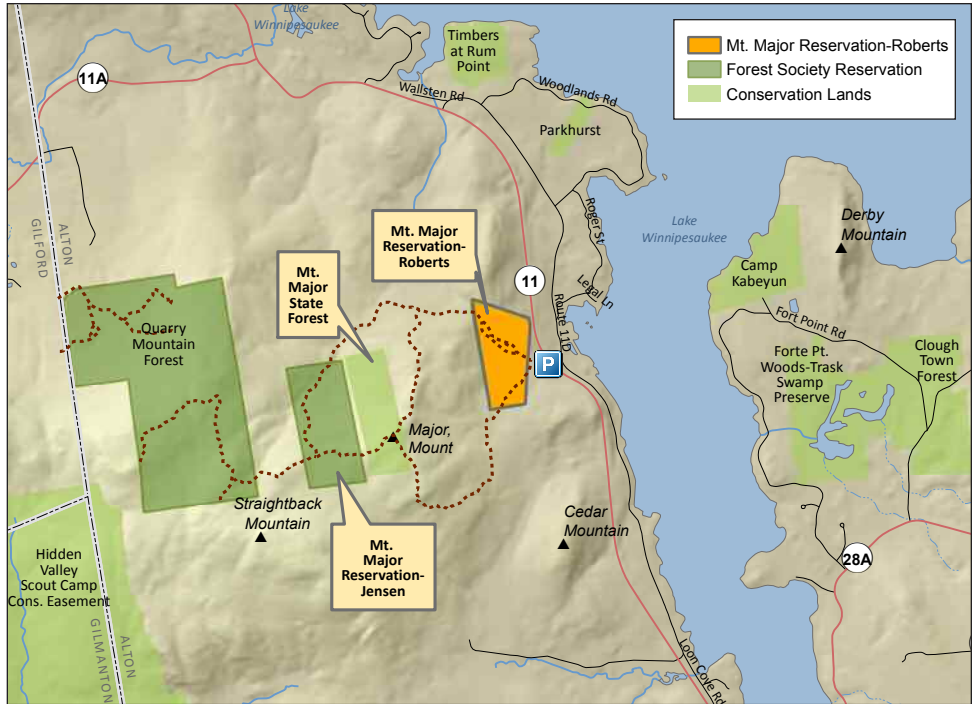 Lake
Winnipesaukee
11A
Timbers
at Rum
Point
Wallsten Rd
Woodlands Rd
Parkhurst
Mt. Major Reservation-Roberts
Forest Society Reservation
Conservation Lands
GILFORD
ALTON
Mt.
Major
State
Forest
Mt. Major
Reservation-
Roberts
11
Roger St
Legal Ln
Route 11D
Lake
Winnipesaukee
Derby
Mountain
Camp
Kabeyun
Fort Point Rd
Quarry
Mountain
Forest
P
Forte Pt.
Woods-Trask
Swamp
Preserve
Clough
Town
Forest
Major,
Mount
Straightback
Mountain
Cedar
Mountain
Mt.
Major
Reservation-
Jensen
Hidden
Valley
Scout Camp
Cons. Easement
28A
GILMANTON
ALTON
Loon Cove Rd